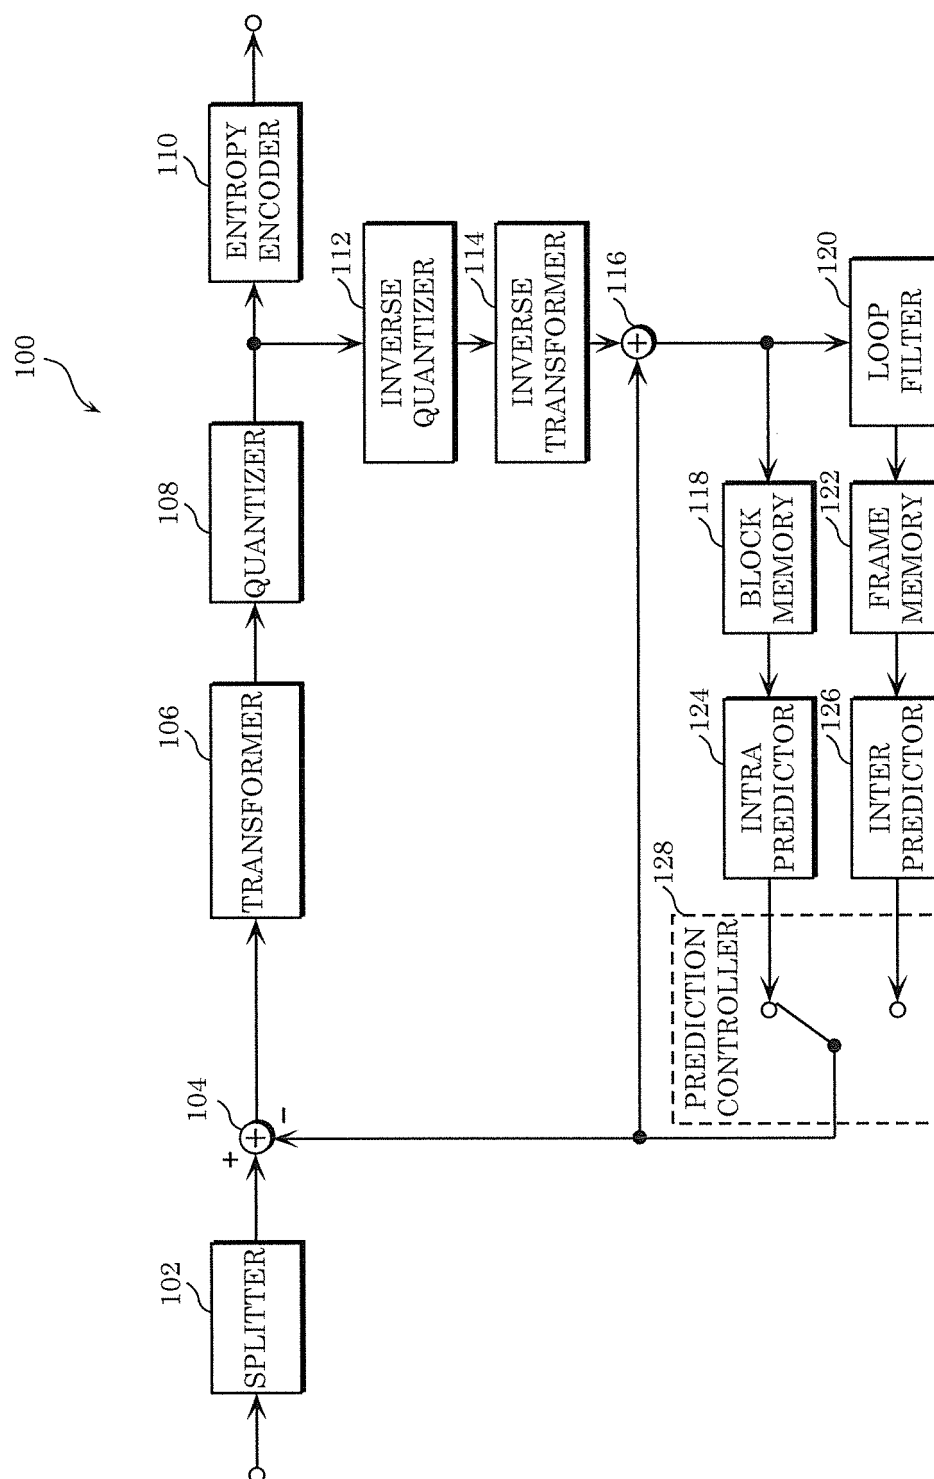 100
102
SPLITTER
104
+
−
106
TRANSFORMER
108
QUANTIZER
110
ENTROPY
ENCODER
112
INVERSE
QUANTIZER
114
INVERSE
TRANSFORMER
116
118
BLOCK
MEMORY
120
LOOP
FILTER
122
FRAME
MEMORY
124
INTRA
PREDICTOR
126
INTER
PREDICTOR
128
PREDICTION
CONTROLLER